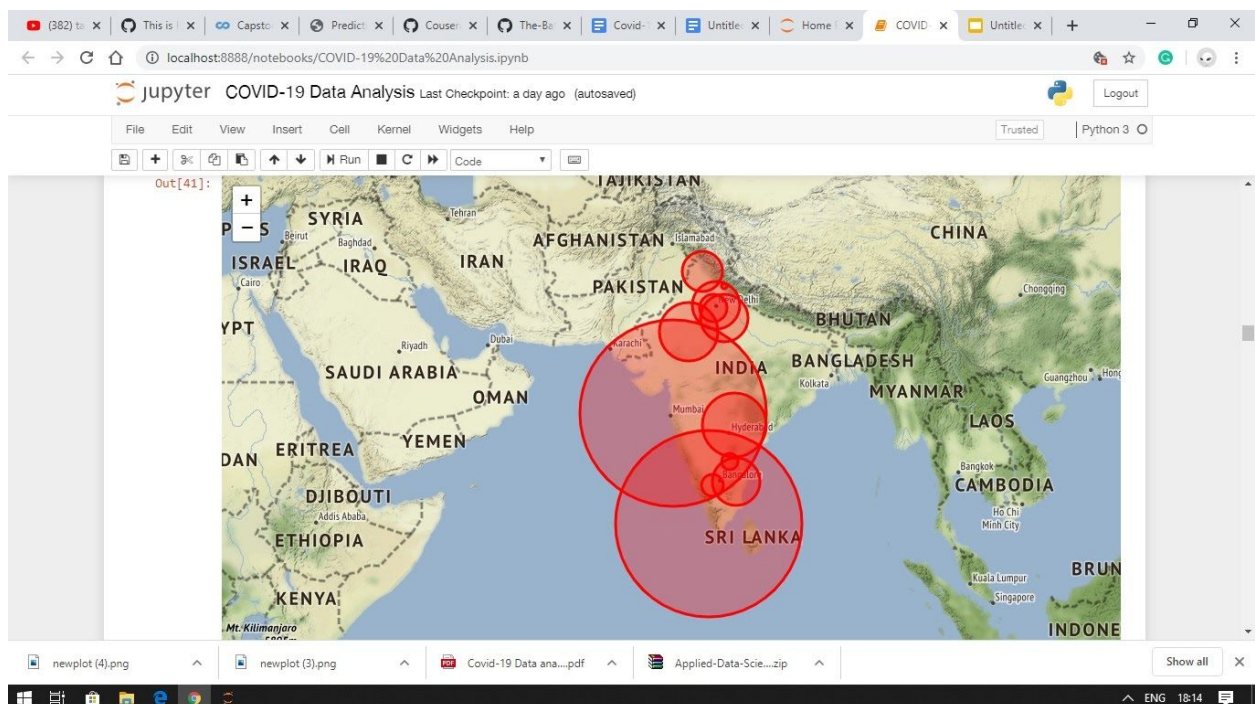 (382) ta
This is
Capsto
Predict
Couser
The-Ba
Covid-
Untitle
Home
COVID-
Untitle
localhost:8888/notebooks/COVID-19%20Data%20Analysis.ipynb
jupyter COVID-19 Data Analysis Last Checkpoint: a day ago (autosaved)
Logout
File Edit View Insert Cell Kernel Widgets Help
Trusted
Python 3
Run
Code
Out[41]:
+
−
TAJIKISTAN
SYRIA
Tehran
AFGHANISTAN
Islamabad
CHINA
Beirut
Baghdad
ISRAEL
IRAQ
IRAN
Cairo
PAKISTAN
Chongqing
New Delhi
YPT
BHUTAN
Riyadh
Dubai
Karachi
SAUDI ARABIA
INDIA
BANGLADESH
Kolkata
Guangzhou
Hong
OMAN
MYANMAR
Mumbai
LAOS
Hyderabad
YEMEN
ERITREA
DAN
Bangkok
Bangalore
CAMBODIA
DJIBOUTI
Addis Ababa
Ho Chi
Minh City
ETHIOPIA
SRI LANKA
BRUN
Kuala Lumpur
KENYA
Singapore
Mt. Kilimanjaro
INDONE
newplot (4).png
newplot (3).png
Covid-19 Data ana....pdf
Applied-Data-Scie....zip
Show all
ENG 18:14